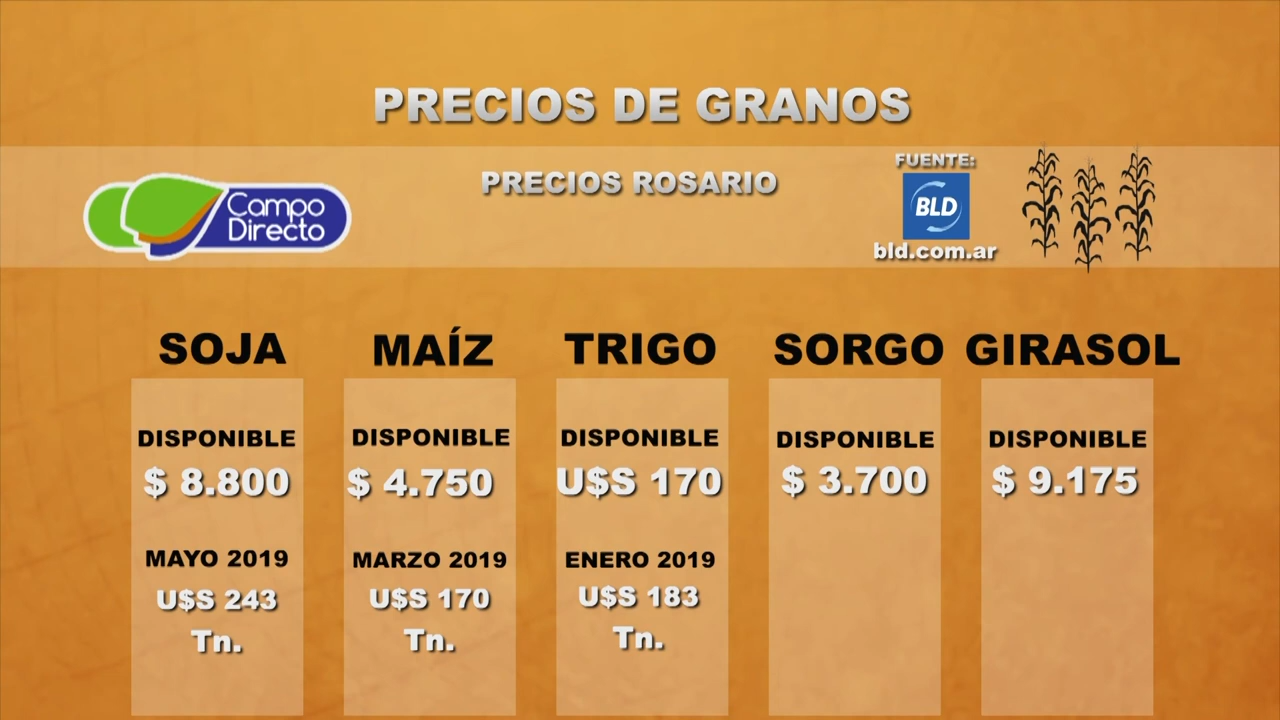 PRECIOS DE GRANOS
PRECIOS ROSARIO
Campo
Directo
FUENTE:
BLD
bld.com.ar
SOJA
DISPONIBLE
$ 8.800
MAYO 2019
U$S 243
Tn.
MAÍZ
DISPONIBLE
$ 4.750
MARZO 2019
U$S 170
Tn.
TRIGO
DISPONIBLE
U$S 170
ENERO 2019
U$S 183
Tn.
SORGO
DISPONIBLE
$ 3.700
GIRASOL
DISPONIBLE
$ 9.175